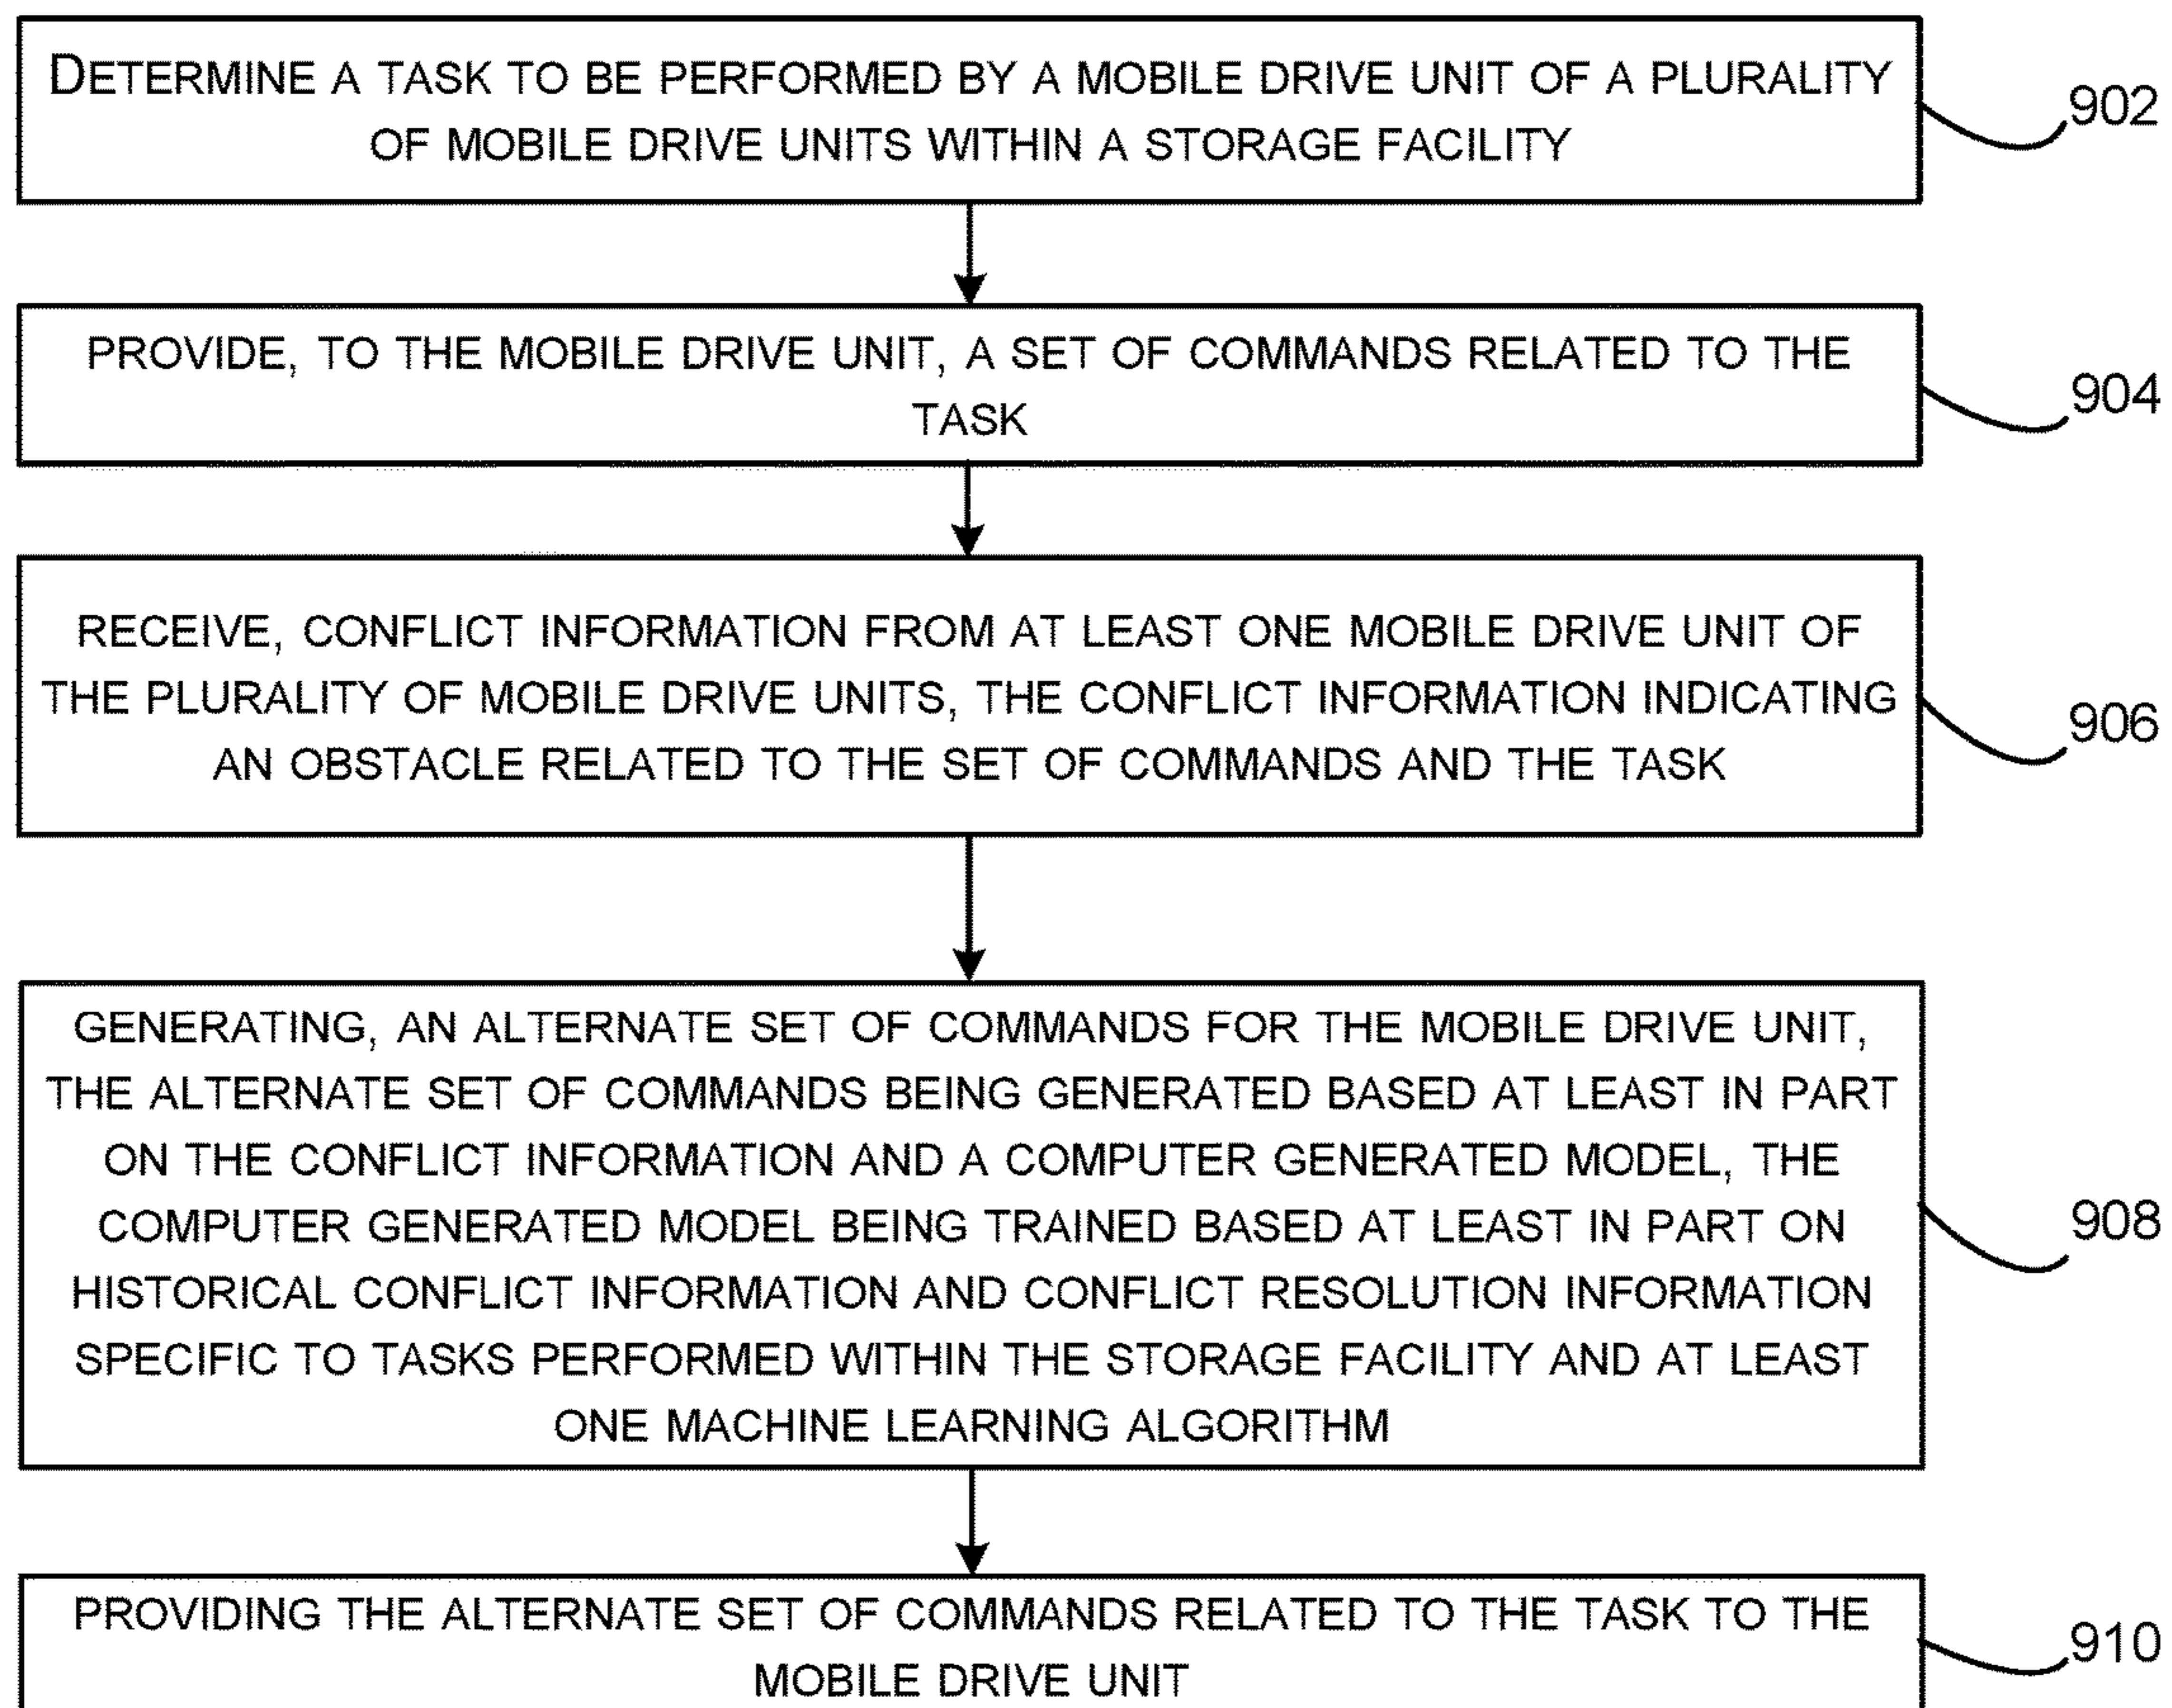 DETERMINE A TASK TO BE PERFORMED BY A MOBILE DRIVE UNIT OF A PLURALITY
OF MOBILE DRIVE UNITS WITHIN A STORAGE FACILITY
902
PROVIDE, TO THE MOBILE DRIVE UNIT, A SET OF COMMANDS RELATED TO THE
TASK
904
RECEIVE, CONFLICT INFORMATION FROM AT LEAST ONE MOBILE DRIVE UNIT OF
THE PLURALITY OF MOBILE DRIVE UNITS, THE CONFLICT INFORMATION INDICATING
AN OBSTACLE RELATED TO THE SET OF COMMANDS AND THE TASK
906
GENERATING, AN ALTERNATE SET OF COMMANDS FOR THE MOBILE DRIVE UNIT,
THE ALTERNATE SET OF COMMANDS BEING GENERATED BASED AT LEAST IN PART
ON THE CONFLICT INFORMATION AND A COMPUTER GENERATED MODEL, THE
COMPUTER GENERATED MODEL BEING TRAINED BASED AT LEAST IN PART ON
HISTORICAL CONFLICT INFORMATION AND CONFLICT RESOLUTION INFORMATION
SPECIFIC TO TASKS PERFORMED WITHIN THE STORAGE FACILITY AND AT LEAST
ONE MACHINE LEARNING ALGORITHM
908
PROVIDING THE ALTERNATE SET OF COMMANDS RELATED TO THE TASK TO THE
MOBILE DRIVE UNIT
910